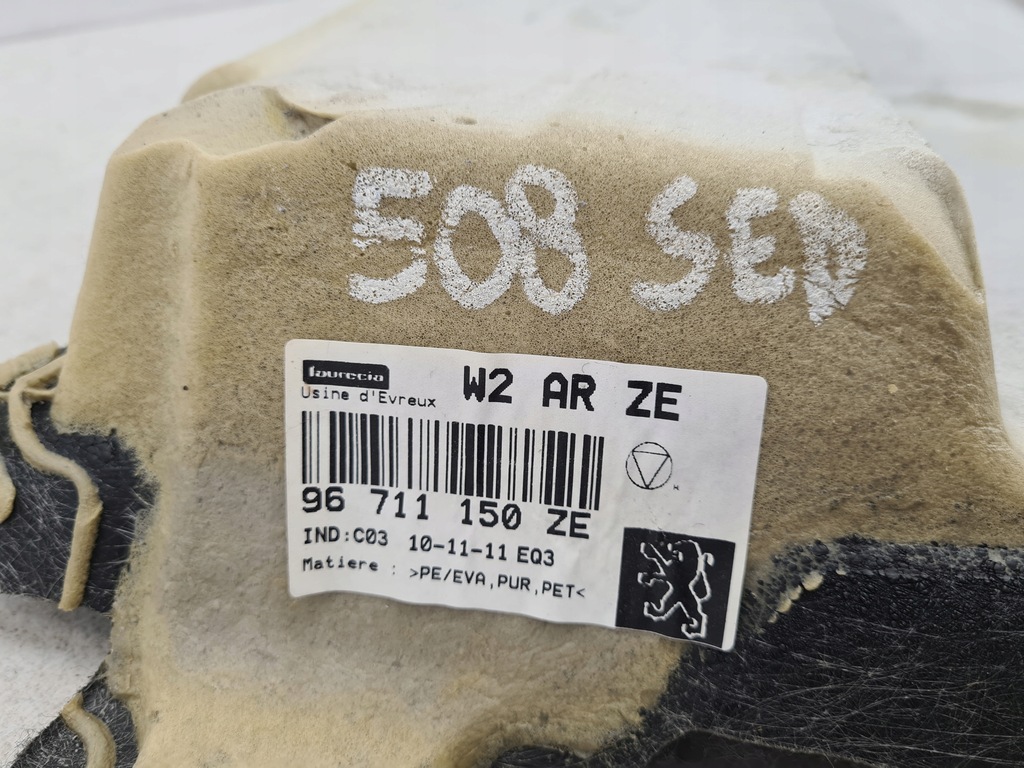 508 SED
faurecia
W2 AR ZE
Usine d'Evreux
96 711 150 ZE
IND:C03 10-11-11 EQ3
Matiere : >PE/EVA,PUR,PET<